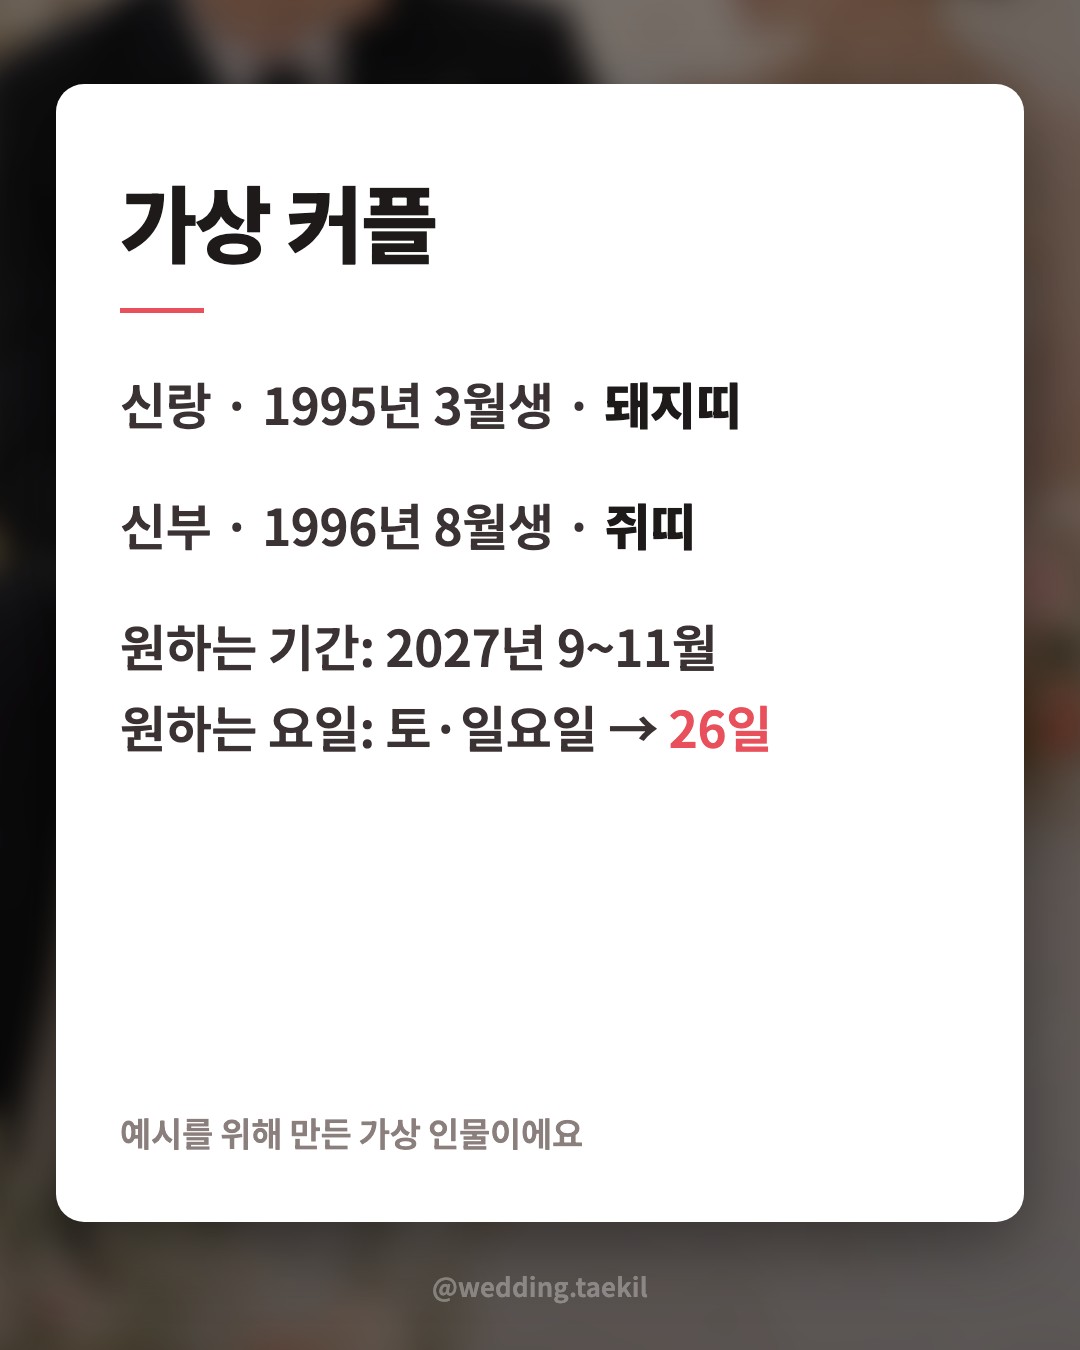 가상 커플
신랑 · 1995년 3월생 · 돼지띠
신부 · 1996년 8월생 · 쥐띠
원하는 기간: 2027년 9~11월
원하는 요일: 토·일요일 → 26일
예시를 위해 만든 가상 인물이에요
@wedding.taekil